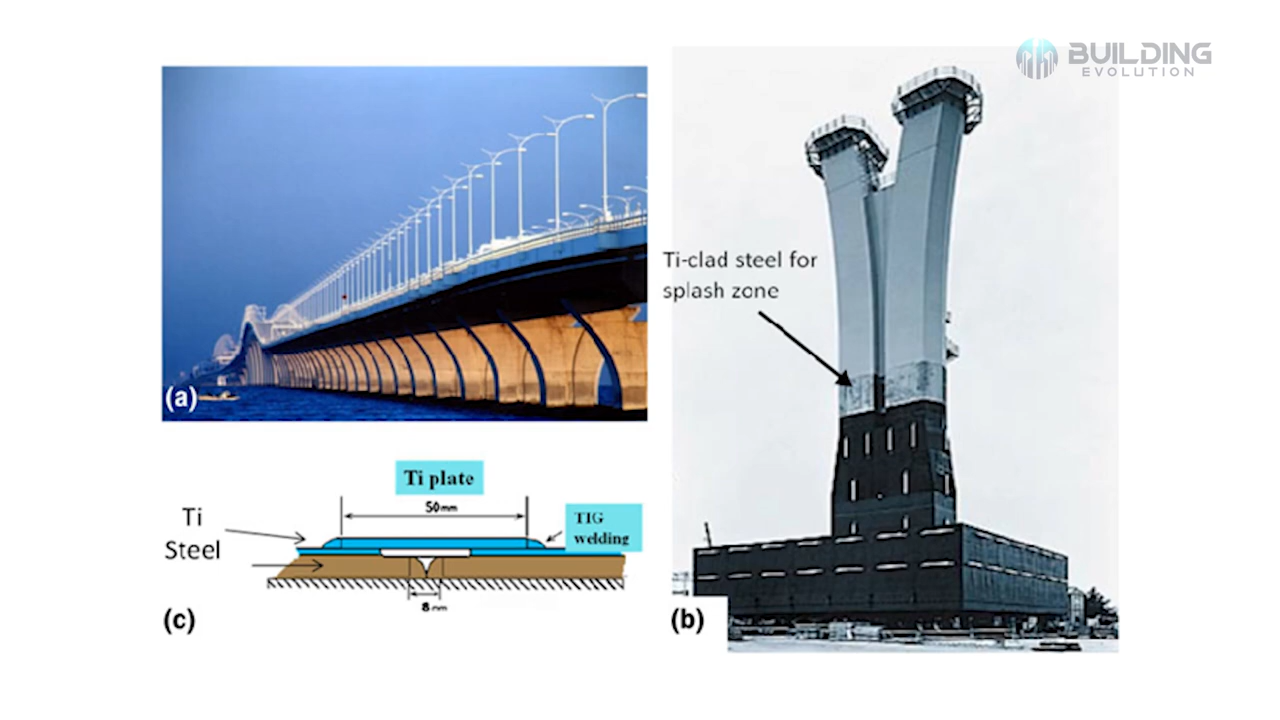 BUILDING
EVOLUTION
(a)
Ti-clad steel for
splash zone
(b)
Ti plate
50mm
TIG
welding
Ti
Steel
8mm
(c)